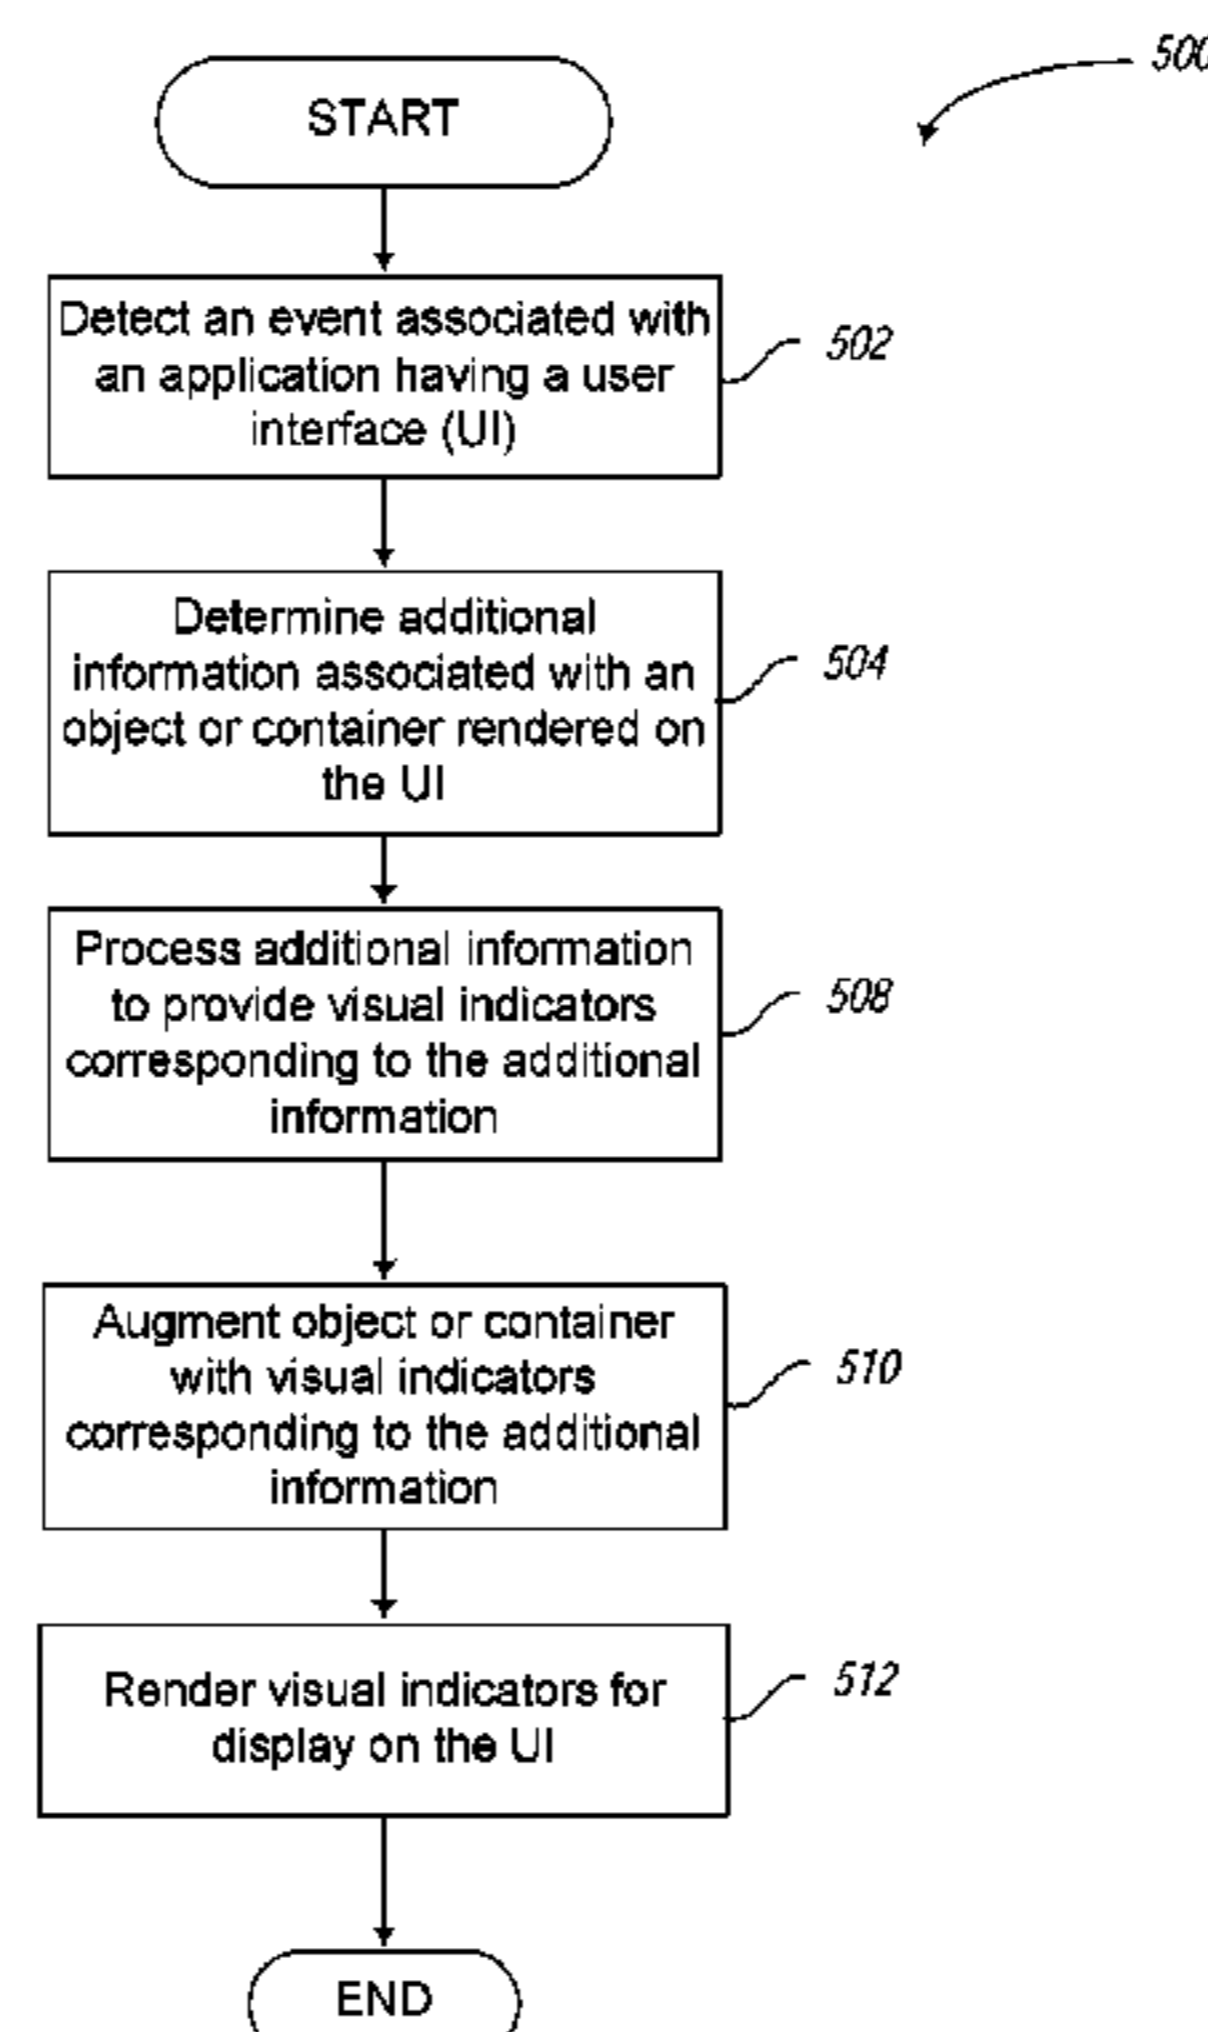 500
START
Detect an event associated with
an application having a user
interface (UI)
502
Determine additional
information associated with an
object or container rendered on
the UI
504
Process additional information
to provide visual indicators
corresponding to the additional
information
508
Augment object or container
with visual indicators
corresponding to the additional
information
510
Render visual indicators for
display on the UI
512
END